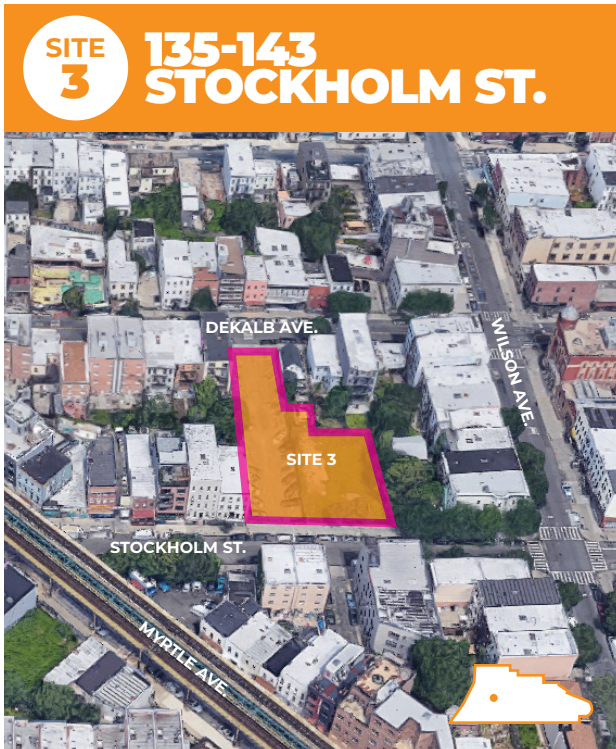 SITE
3
135-143
STOCKHOLM ST.
DEKALB AVE.
WILSON AVE.
SITE 3
STOCKHOLM ST.
MYRTLE AVE.